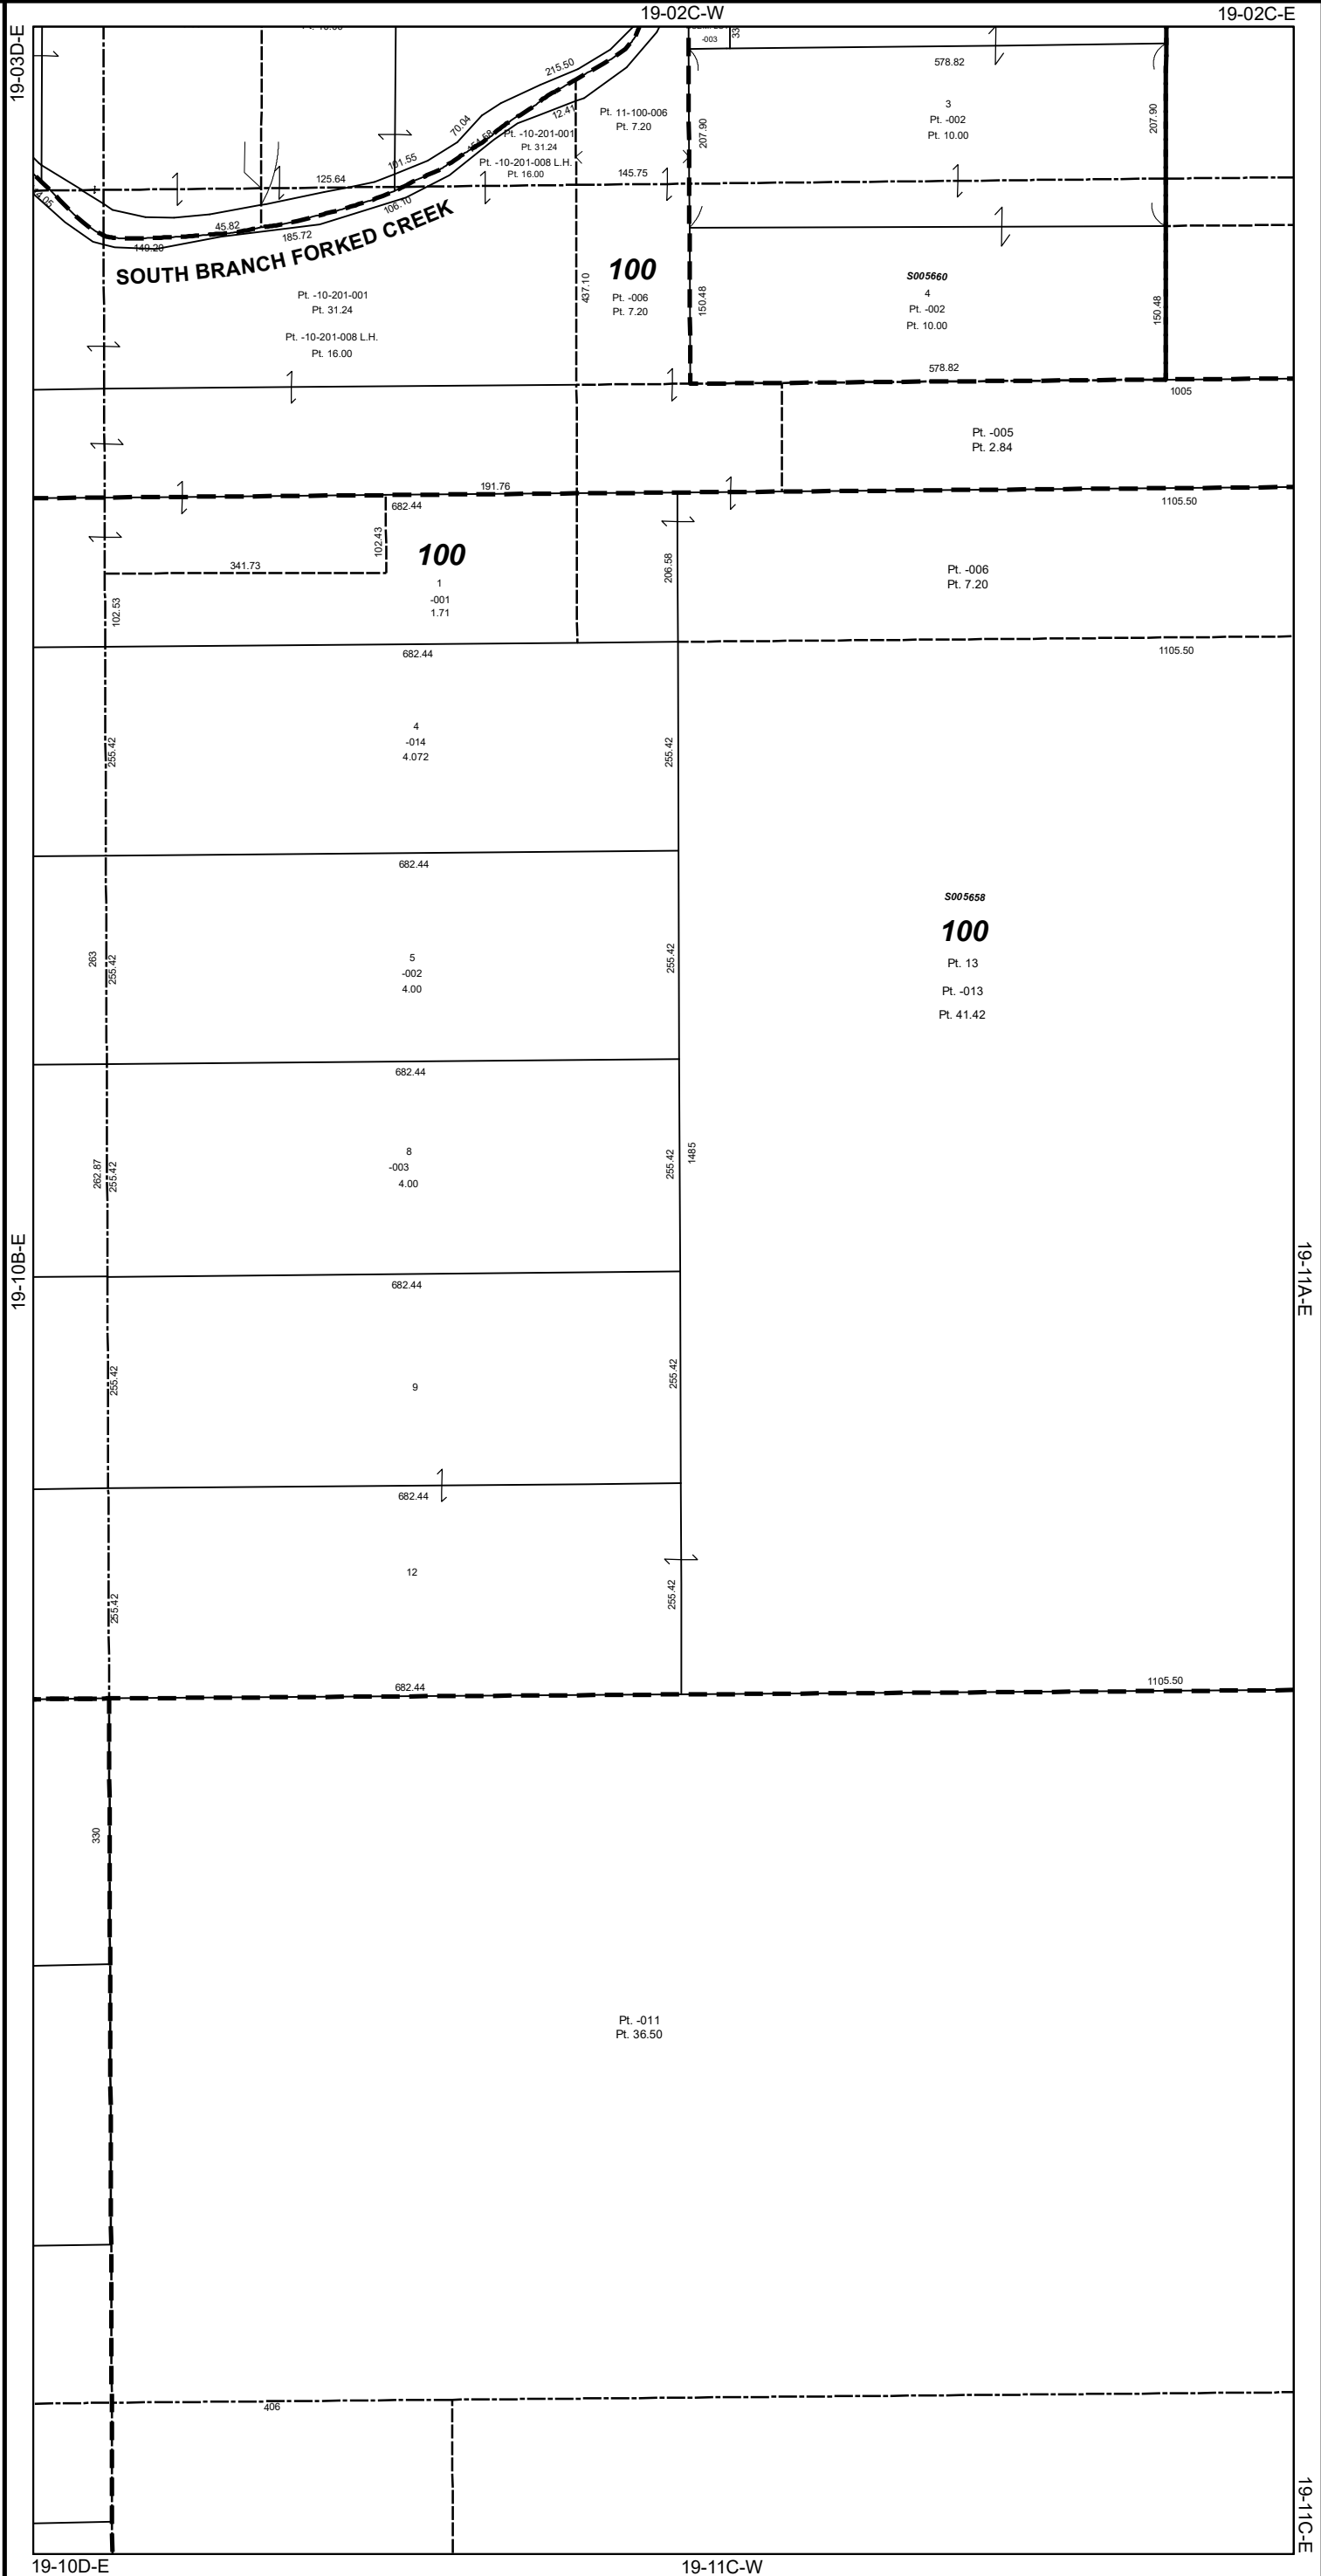 19-02C-W
19-02C-E
19-03D-E
-003
33
578.82
215.50
12.41
Pt. 11-100-006
Pt. 7.20
3
Pt. -002
Pt. 10.00
207.90
207.90
70.04
Pt. -10-201-001
Pt. 31.24
Pt. -10-201-008 L.H.
Pt. 16.00
101.55
125.64
145.75
106.10
45.82
185.72
149.20
SOUTH BRANCH FORKED CREEK
100
Pt. -006
Pt. 7.20
437.10
150.48
S005660
4
Pt. -002
Pt. 10.00
150.48
Pt. -10-201-001
Pt. 31.24
Pt. -10-201-008 L.H.
Pt. 16.00
578.82
1005
Pt. -005
Pt. 2.84
191.76
682.44
1105.50
102.43
100
341.73
1
-001
1.71
102.53
206.58
Pt. -006
Pt. 7.20
682.44
1105.50
4
-014
4.072
255.42
255.42
682.44
S005658
100
Pt. 13
Pt. -013
Pt. 41.42
263
255.42
5
-002
4.00
255.42
682.44
262.87
255.42
8
-003
4.00
255.42
1485
19-10B-E
19-11A-E
682.44
255.42
9
255.42
682.44
12
255.42
255.42
682.44
1105.50
330
Pt. -011
Pt. 36.50
406
19-11C-E
19-10D-E
19-11C-W